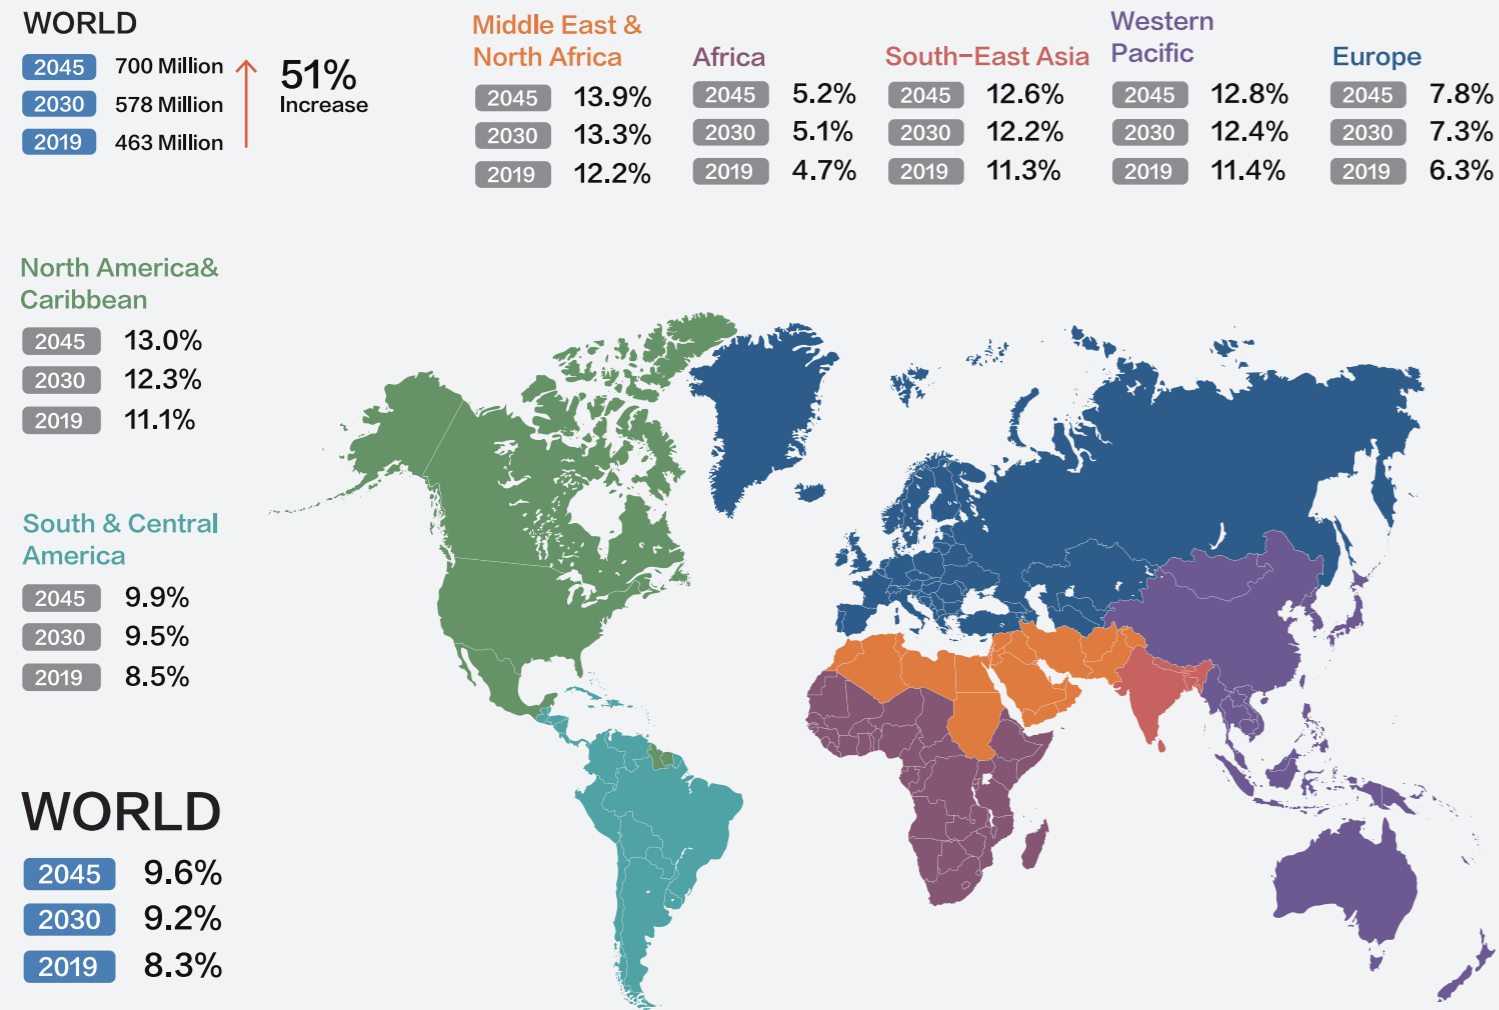 WORLD
2045 700 Million
2030 578 Million
2019 463 Million
51%
Increase
Middle East &
North Africa
2045 13.9%
2030 13.3%
2019 12.2%
Africa
2045 5.2%
2030 5.1%
2019 4.7%
South-East Asia
2045 12.6%
2030 12.2%
2019 11.3%
Western
Pacific
2045 12.8%
2030 12.4%
2019 11.4%
Europe
2045 7.8%
2030 7.3%
2019 6.3%
North America&
Caribbean
2045 13.0%
2030 12.3%
2019 11.1%
South & Central
America
2045 9.9%
2030 9.5%
2019 8.5%
WORLD
2045 9.6%
2030 9.2%
2019 8.3%